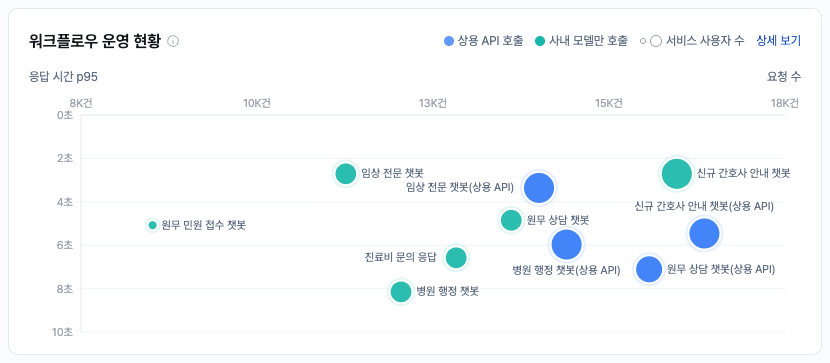 워크플로우 운영 현황
상용 API 호출 사내 모델만 호출 서비스 사용자 수 상세 보기
응답 시간 p95 요청 수
8K건 10K건 13K건 15K건 18K건
0초
2초
임상 전문 챗봇
신규 간호사 안내 챗봇
임상 전문 챗봇(상용 API)
4초
신규 간호사 안내 챗봇(상용 API)
원무 상담 챗봇
원무 민원 접수 챗봇
6초
진료비 문의 응답
병원 행정 챗봇(상용 API)
원무 상담 챗봇(상용 API)
8초
병원 행정 챗봇
10초